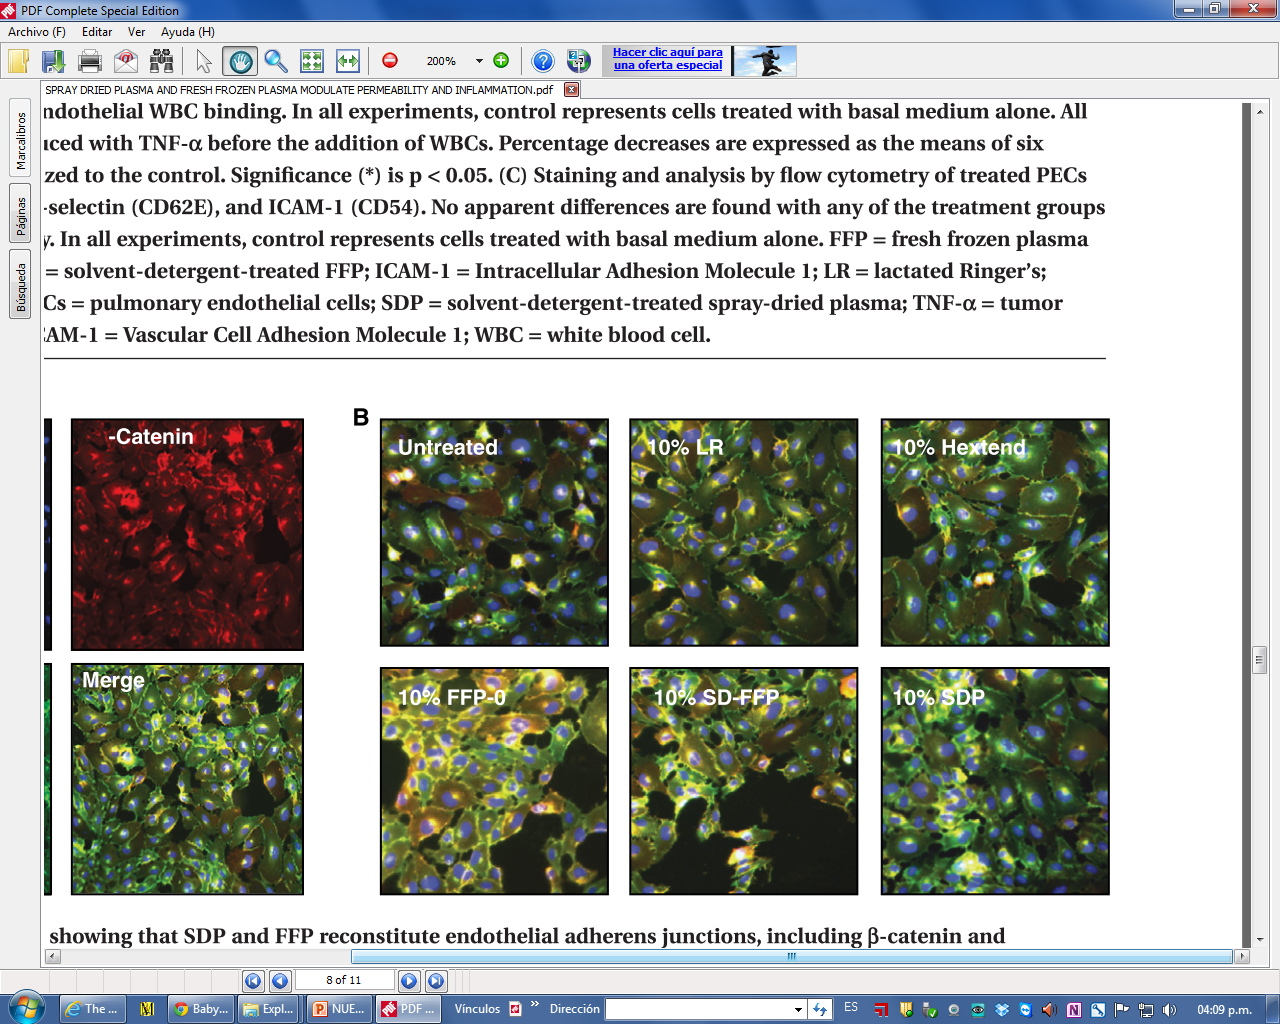 PDF Complete Special Edition
Archivo (F) Editar Ver Ayuda (H)
200%
Hacer clic aquí para
una oferta especial
SPRAY DRIED PLASMA AND FRESH FROZEN PLASMA MODULATE PERMEABILITY AND INFLAMMATION.pdf
Marcalibros
Páginas
Búsqueda
ndothelial WBC binding. In all experiments, control represents cells treated with basal medium alone. All
uced with TNF-α before the addition of WBCs. Percentage decreases are expressed as the means of six
zed to the control. Significance (*) is p < 0.05. (C) Staining and analysis by flow cytometry of treated PECs
-selectin (CD62E), and ICAM-1 (CD54). No apparent differences are found with any of the treatment groups
y. In all experiments, control represents cells treated with basal medium alone. FFP = fresh frozen plasma
= solvent-detergent-treated FFP; ICAM-1 = Intracellular Adhesion Molecule 1; LR = lactated Ringer’s;
Cs = pulmonary endothelial cells; SDP = solvent-detergent-treated spray-dried plasma; TNF-α = tumor
CAM-1 = Vascular Cell Adhesion Molecule 1; WBC = white blood cell.
B
-Catenin
Untreated
10% LR
10% Hextend
Merge
10% FFP-0
10% SD-FFP
10% SDP
showing that SDP and FFP reconstitute endothelial adherens junctions, including β-catenin and
8 of 11
The ...
Baby...
Expl...
NUE...
PDF ...
Vínculos
Dirección
ES
04:09 p.m.